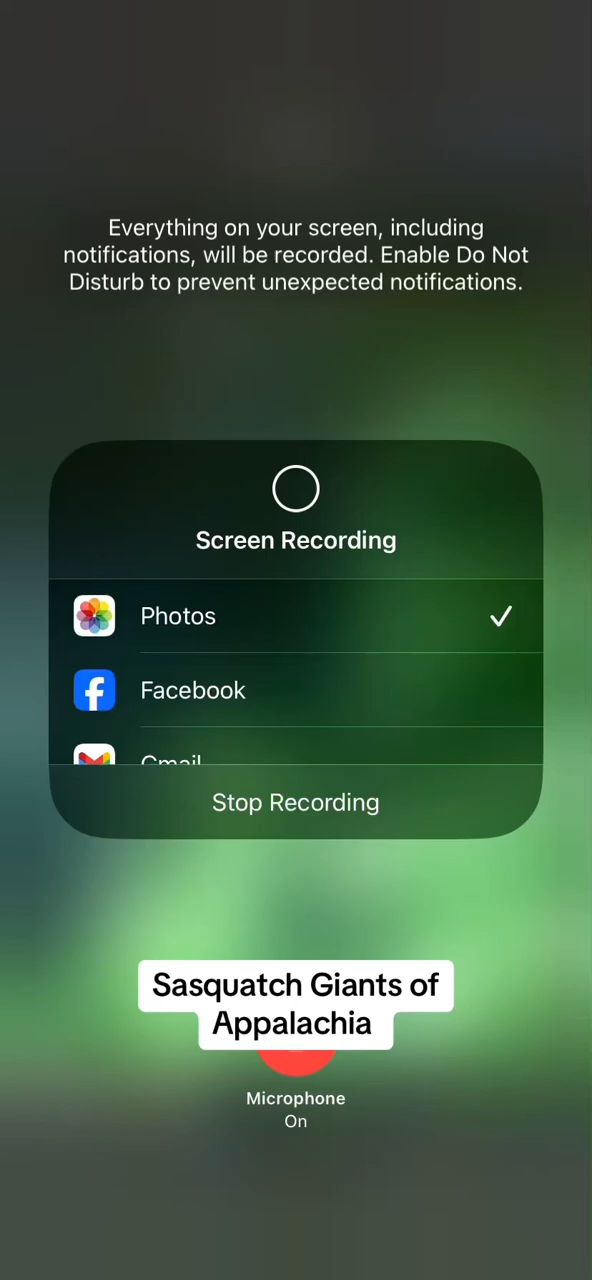 Everything on your screen, including
notifications, will be recorded. Enable Do Not
Disturb to prevent unexpected notifications.
Screen Recording
Photos
Facebook
Gmail
Stop Recording
Sasquatch Giants of
Appalachia
Microphone
On